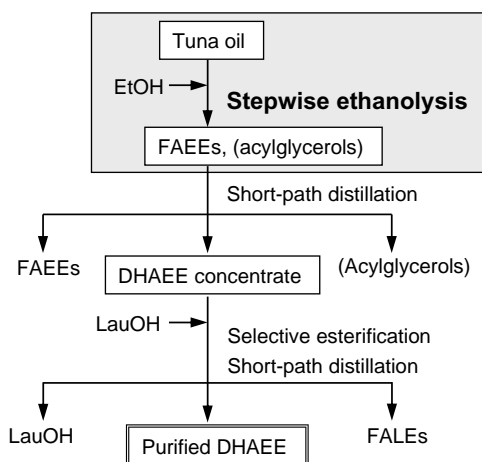 Tuna oil
EtOH
Stepwise ethanolysis
FAEEs, (acylglycerols)
Short-path distillation
FAEEs
DHAEE concentrate
(Acylglycerols)
LauOH
Selective esterification
Short-path distillation
LauOH
Purified DHAEE
FALEs